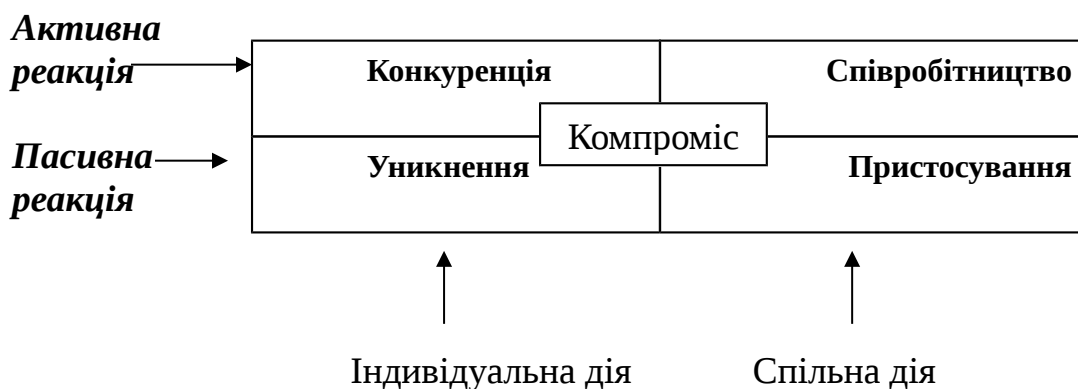 Активна
реакція
Конкуренція
Співробітництво
Компроміс
Пасивна
реакція
Уникнення
Пристосування
Індивідуальна дія
Спільна дія